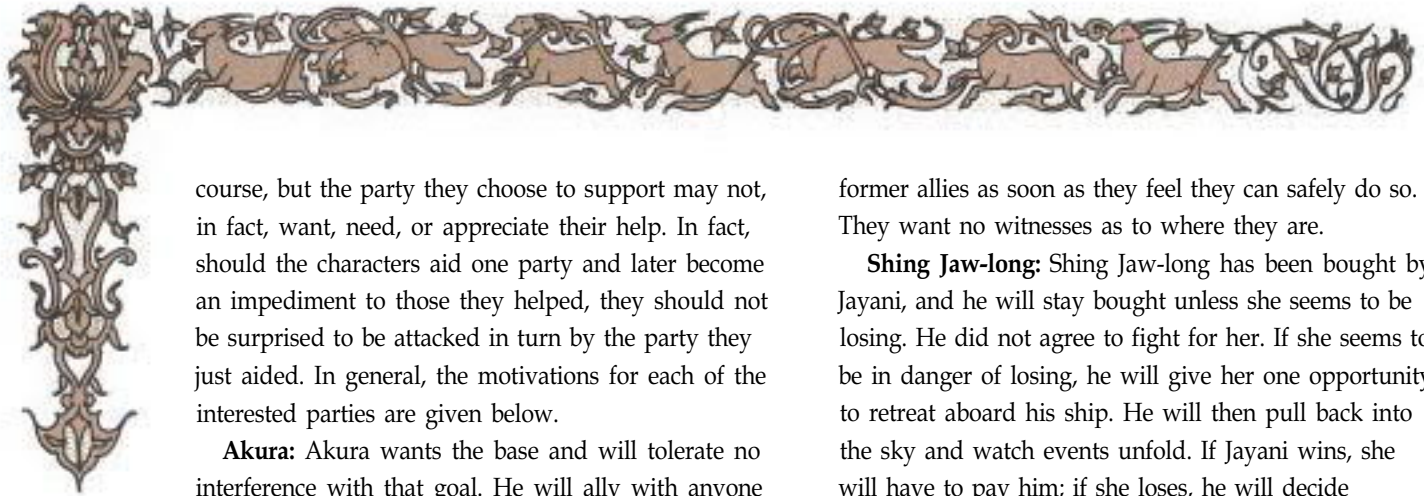 course, but the party they choose to support may not,
in fact, want, need, or appreciate their help. In fact,
should the characters aid one party and later become
an impediment to those they helped, they should not
be surprised to be attacked in turn by the party they
just aided. In general, the motivations for each of the
interested parties are given below.
Akura: Akura wants the base and will tolerate no
interference with that goal. He will ally with anyone
former allies as soon as they feel they can safely do so.
They want no witnesses as to where they are.
Shing Jaw-long: Shing Jaw-long has been bought by
Jayani, and he will stay bought unless she seems to be
losing. He did not agree to fight for her. If she seems to
be in danger of losing, he will give her one opportunity
to retreat aboard his ship. He will then pull back into
the sky and watch events unfold. If Jayani wins, she
will have to pay him; if she loses, he will decide